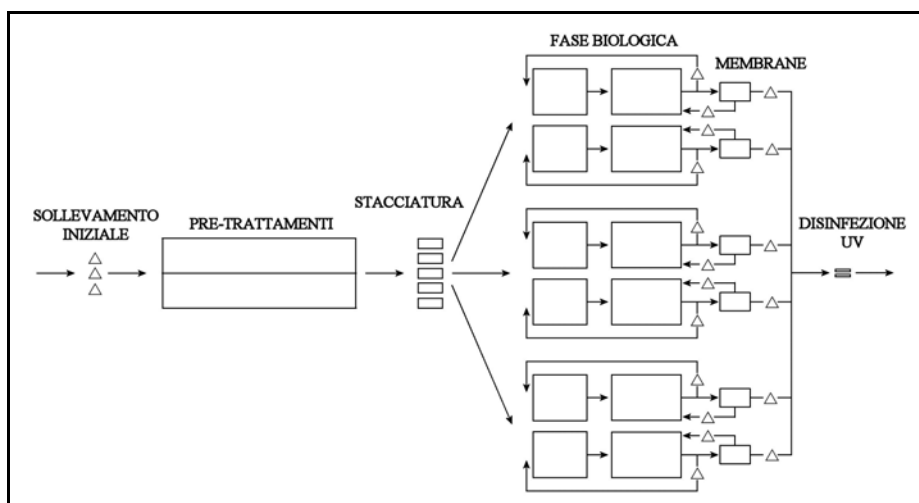 FASE BIOLOGICA
MEMBRANE
STACCIATURA
SOLLEVAMENTO
INIZIALE
PRE-TRATTAMENTI
DISINFEZIONE
UV